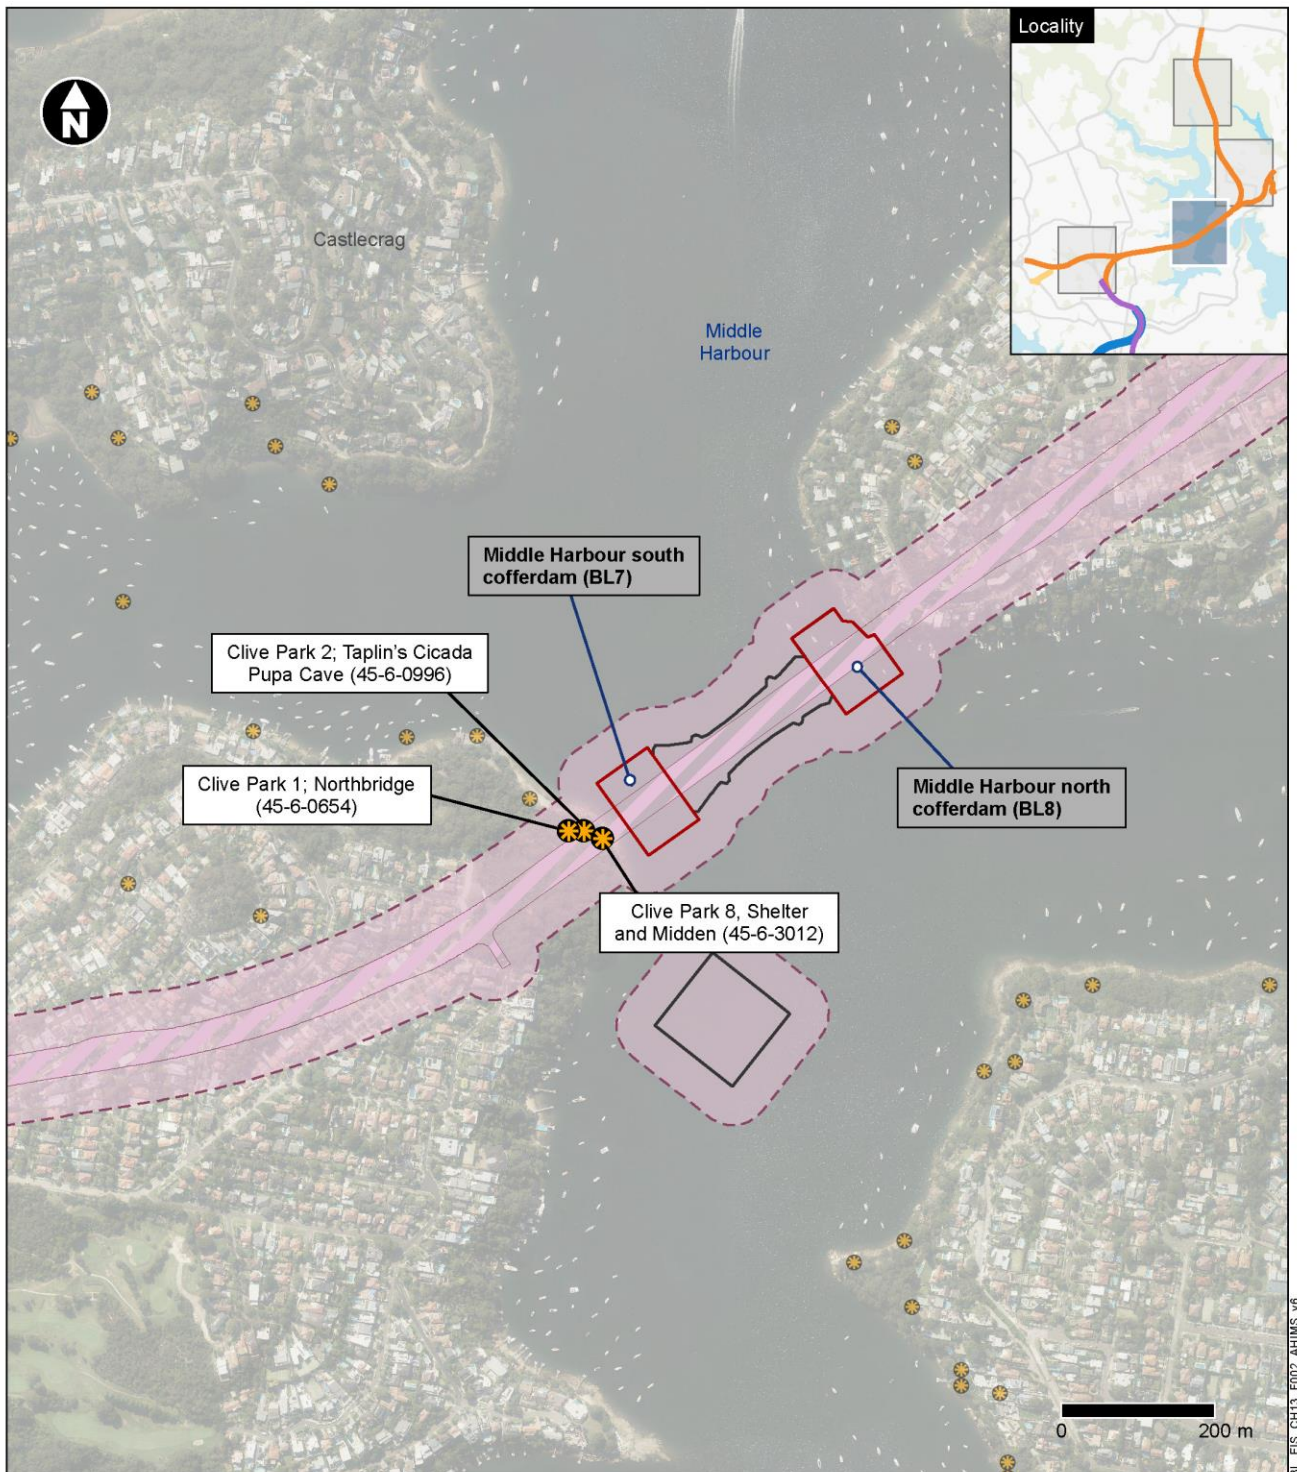 Locality
N
Castlecrag
Middle
Harbour
Middle Harbour south
cofferdam (BL7)
Clive Park 2; Taplin's Cicada
Pupa Cave (45-6-0996)
Clive Park 1; Northbridge
(45-6-0654)
Middle Harbour north
cofferdam (BL8)
Clive Park 8, Shelter
and Midden (45-6-3012)
0 200 m
EIS_CH13_F002_AHIMS_v6